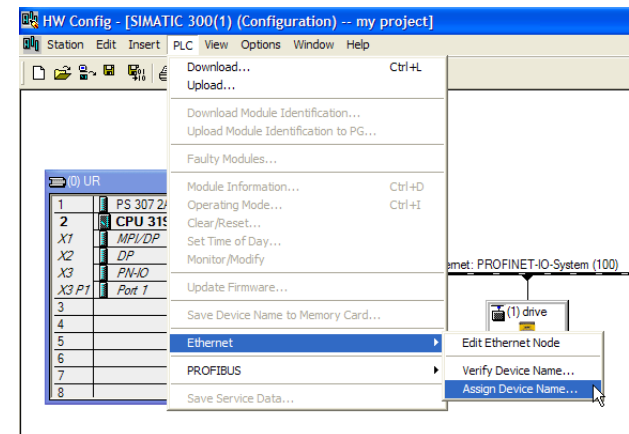 HW Config - [SIMATIC 300(1) (Configuration) -- my project]
Station Edit Insert PLC View Options Window Help
Download... Ctrl+L
Upload...
Download Module Identification...
Upload Module Identification to PG...
Faulty Modules...
Module Information... Ctrl+D
Operating Mode... Ctrl+I
Clear/Reset...
Set Time of Day...
Monitor/Modify
Update Firmware...
Save Device Name to Memory Card...
Ethernet
PROFIBUS
Save Service Data...
Edit Ethernet Node
Verify Device Name...
Assign Device Name...
(0) UR
1 PS 307 2A
2 CPU 319
X1 MPI/DP
X2 DP
X3 PN-IO
X3 P1 Port 1
3
4
5
6
7
8
ernet: PROFINET-IO-System (100)
(1) drive